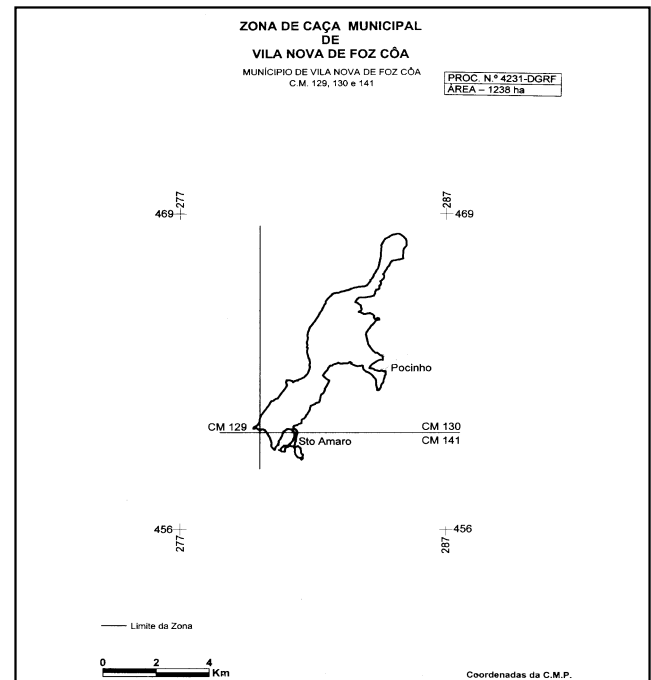 ZONA DE CAÇA MUNICIPAL
DE
VILA NOVA DE FOZ CÔA
MUNÍCIPIO DE VILA NOVA DE FOZ CÔA
C.M. 129, 130 e 141
PROC. N.º 4231-DGRF
ÁREA – 1238 ha
277
287
469
469
Pocinho
CM 129
CM 130
Sto Amaro
CM 141
456
456
277
287
Limite da Zona
0 2 4
Km
Coordenadas da C.M.P.